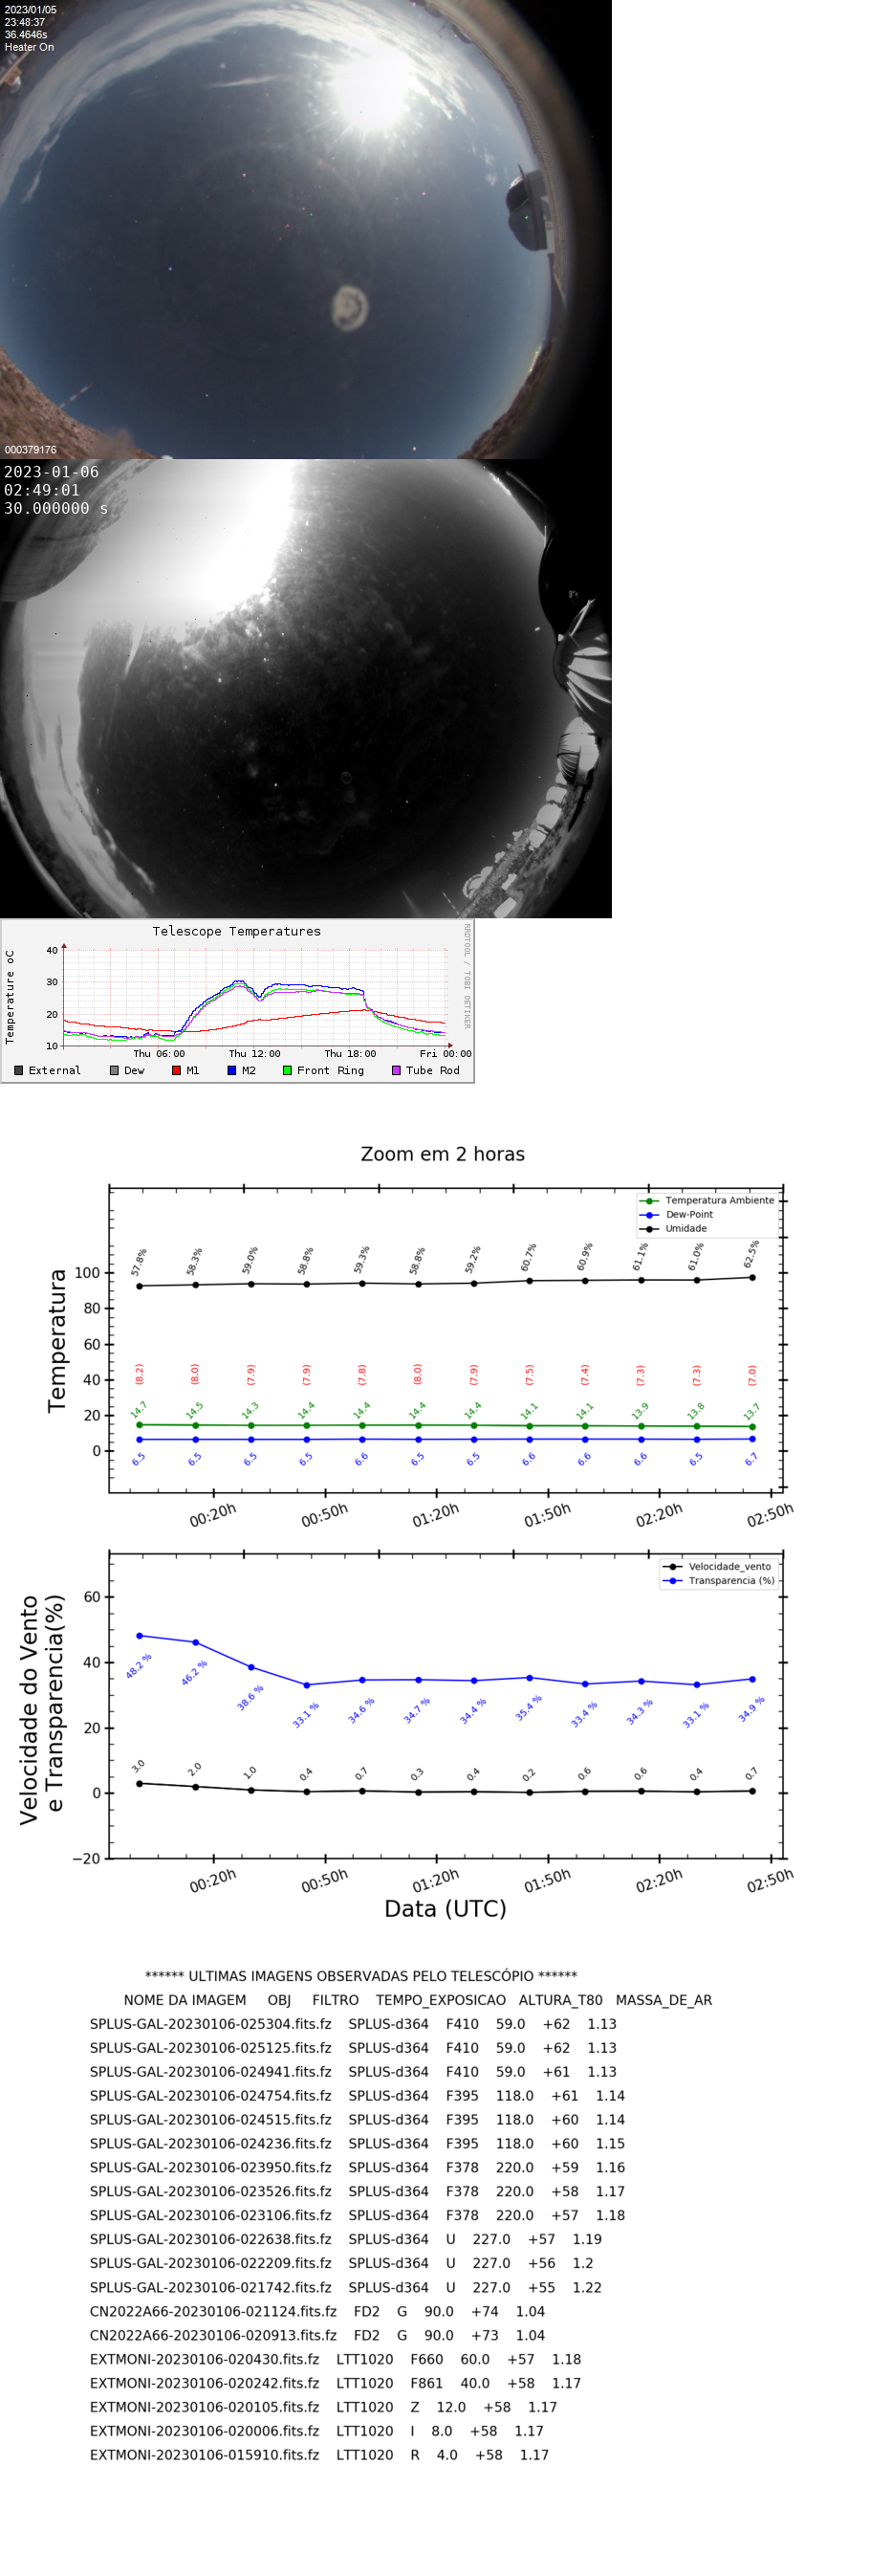 2023/01/05
23:48:37
36.4646s
Heater On
000379176
2023-01-06
02:49:01
30.000000 s
Telescope Temperatures
RRDTOOL / TOBI OETIKER
Temperature oC
40
30
20
10
Thu 06:00 Thu 12:00 Thu 18:00 Fri 00:00
External Dew M1 M2 Front Ring Tube Rod
Zoom em 2 horas
Temperatura Ambiente
Dew-Point
Umidade
Temperatura
100
80
60
40
20
0
57.8% 58.3% 59.0% 58.8% 59.3% 58.8% 59.2% 60.7% 60.9% 61.1% 61.0% 62.5%
(8.2) (8.0) (7.9) (7.9) (7.8) (8.0) (7.9) (7.5) (7.4) (7.3) (7.3) (7.0)
14.7 14.5 14.3 14.4 14.4 14.4 14.4 14.1 14.1 13.9 13.8 13.7
6.5 6.5 6.5 6.5 6.6 6.5 6.5 6.6 6.6 6.6 6.5 6.7
00:20h 00:50h 01:20h 01:50h 02:20h 02:50h
Velocidade_vento
Transparencia (%)
Velocidade do Vento
e Transparencia(%)
60
40
20
0
−20
48.2 % 46.2 % 38.6 % 33.1 % 34.6 % 34.7 % 34.4 % 35.4 % 33.4 % 34.3 % 33.1 % 34.9 %
3.0 2.0 1.0 0.4 0.7 0.3 0.4 0.2 0.6 0.6 0.4 0.7
00:20h 00:50h 01:20h 01:50h 02:20h 02:50h
Data (UTC)
****** ULTIMAS IMAGENS OBSERVADAS PELO TELESCÓPIO ******
NOME DA IMAGEM OBJ FILTRO TEMPO_EXPOSICAO ALTURA_T80 MASSA_DE_AR
SPLUS-GAL-20230106-025304.fits.fz SPLUS-d364 F410 59.0 +62 1.13
SPLUS-GAL-20230106-025125.fits.fz SPLUS-d364 F410 59.0 +62 1.13
SPLUS-GAL-20230106-024941.fits.fz SPLUS-d364 F410 59.0 +61 1.13
SPLUS-GAL-20230106-024754.fits.fz SPLUS-d364 F395 118.0 +61 1.14
SPLUS-GAL-20230106-024515.fits.fz SPLUS-d364 F395 118.0 +60 1.14
SPLUS-GAL-20230106-024236.fits.fz SPLUS-d364 F395 118.0 +60 1.15
SPLUS-GAL-20230106-023950.fits.fz SPLUS-d364 F378 220.0 +59 1.16
SPLUS-GAL-20230106-023526.fits.fz SPLUS-d364 F378 220.0 +58 1.17
SPLUS-GAL-20230106-023106.fits.fz SPLUS-d364 F378 220.0 +57 1.18
SPLUS-GAL-20230106-022638.fits.fz SPLUS-d364 U 227.0 +57 1.19
SPLUS-GAL-20230106-022209.fits.fz SPLUS-d364 U 227.0 +56 1.2
SPLUS-GAL-20230106-021742.fits.fz SPLUS-d364 U 227.0 +55 1.22
CN2022A66-20230106-021124.fits.fz FD2 G 90.0 +74 1.04
CN2022A66-20230106-020913.fits.fz FD2 G 90.0 +73 1.04
EXTMONI-20230106-020430.fits.fz LTT1020 F660 60.0 +57 1.18
EXTMONI-20230106-020242.fits.fz LTT1020 F861 40.0 +58 1.17
EXTMONI-20230106-020105.fits.fz LTT1020 Z 12.0 +58 1.17
EXTMONI-20230106-020006.fits.fz LTT1020 I 8.0 +58 1.17
EXTMONI-20230106-015910.fits.fz LTT1020 R 4.0 +58 1.17